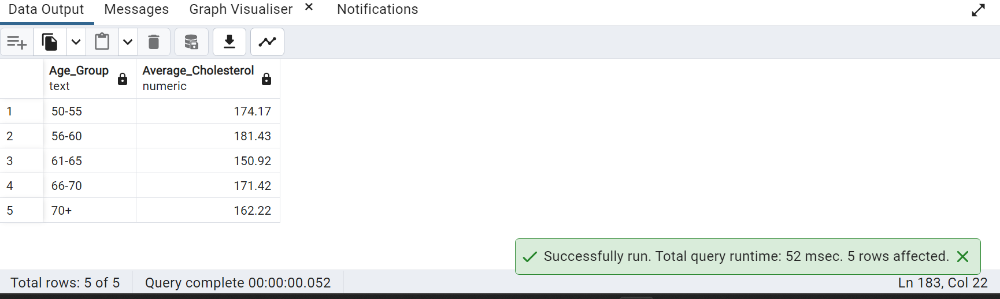 Data Output Messages Graph Visualiser × Notifications
Age_Group Average_Cholesterol
text numeric
1 50-55 174.17
2 56-60 181.43
3 61-65 150.92
4 66-70 171.42
5 70+ 162.22
Successfully run. Total query runtime: 52 msec. 5 rows affected.
Total rows: 5 of 5 Query complete 00:00:00.052 Ln 183, Col 22